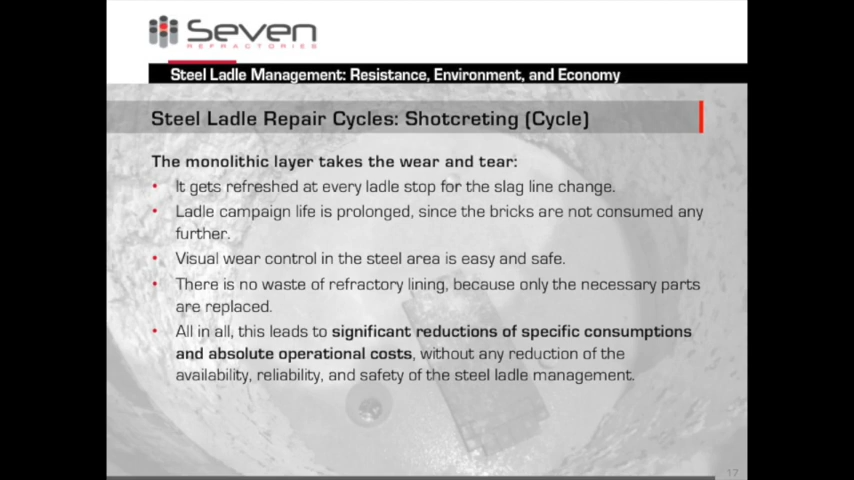 Seven
REFRACTORIES
Steel Ladle Management: Resistance, Environment, and Economy
Steel Ladle Repair Cycles: Shotcreting (Cycle)
The monolithic layer takes the wear and tear:
• It gets refreshed at every ladle stop for the slag line change.
• Ladle campaign life is prolonged, since the bricks are not consumed any
further.
• Visual wear control in the steel area is easy and safe.
• There is no waste of refractory lining, because only the necessary parts
are replaced.
• All in all, this leads to significant reductions of specific consumptions
and absolute operational costs, without any reduction of the
availability, reliability, and safety of the steel ladle management.
17